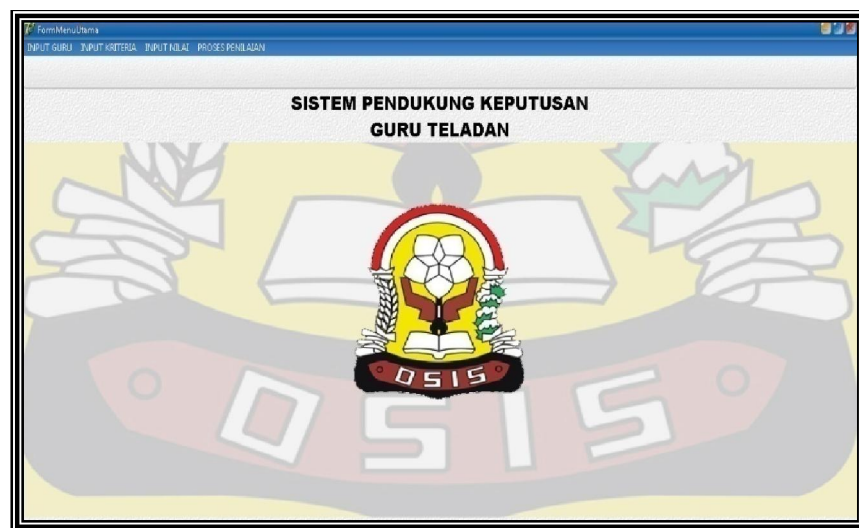 FormMenuUtama
INPUT GURU INPUT KRITERIA INPUT NILAI PROSES PENILAIAN
SISTEM PENDUKUNG KEPUTUSAN
GURU TELADAN
OSIS
OSIS